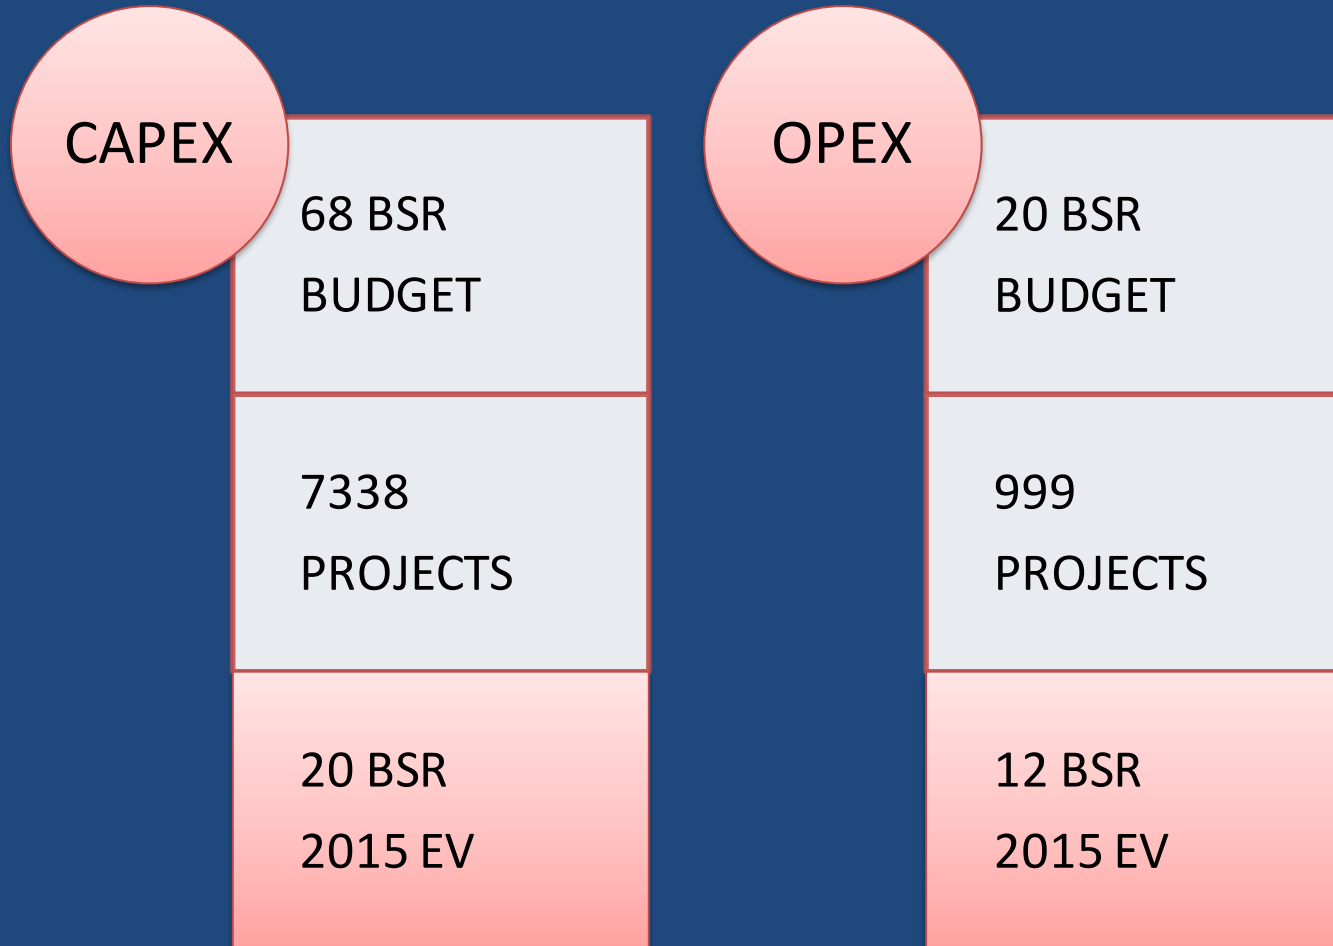 CAPEX
68 BSR
BUDGET
7338
PROJECTS
20 BSR
2015 EV
OPEX
20 BSR
BUDGET
999
PROJECTS
12 BSR
2015 EV